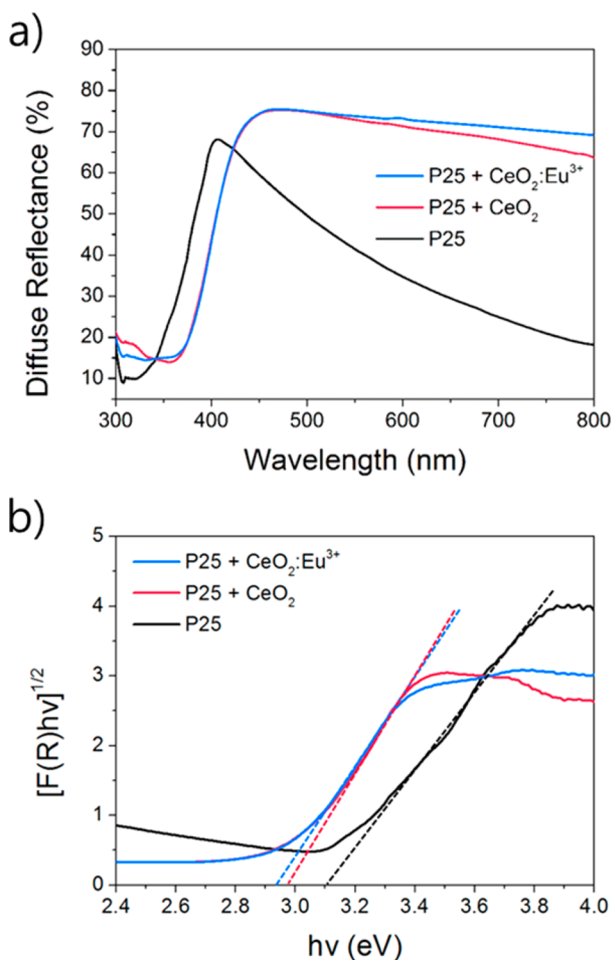 a)
90
80
70
60
50
40
30
20
10
Diffuse Reflectance (%)
P25 + CeO₂:Eu³⁺
P25 + CeO₂
P25
300 400 500 600 700 800
Wavelength (nm)
b)
5
4
3
2
1
0
[F(R)hν]¹/²
P25 + CeO₂:Eu³⁺
P25 + CeO₂
P25
2.4 2.6 2.8 3.0 3.2 3.4 3.6 3.8 4.0
hν (eV)